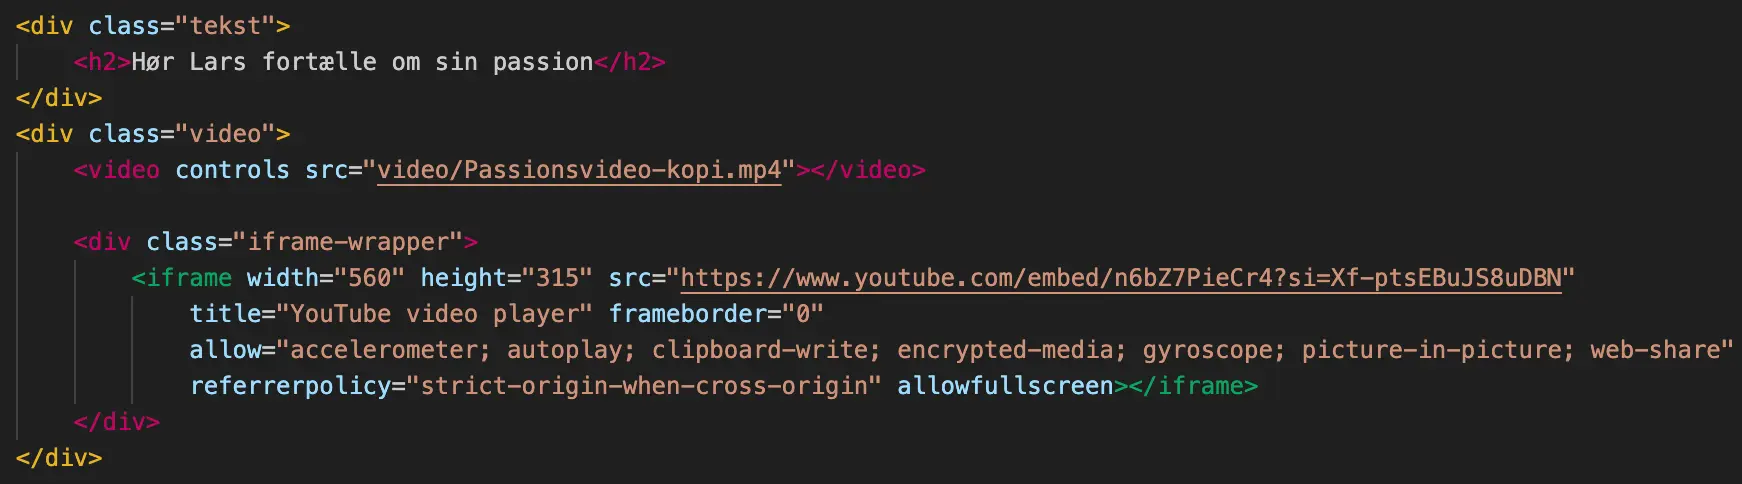 <div class="tekst">
    <h2>Hør Lars fortælle om sin passion</h2>
</div>
<div class="video">
    <video controls src="video/Passionsvideo-kopi.mp4"></video>

    <div class="iframe-wrapper">
        <iframe width="560" height="315" src="https://www.youtube.com/embed/n6bZ7PieCr4?si=Xf-ptsEBuJS8uDBN"
            title="YouTube video player" frameborder="0"
            allow="accelerometer; autoplay; clipboard-write; encrypted-media; gyroscope; picture-in-picture; web-share"
            referrerpolicy="strict-origin-when-cross-origin" allowfullscreen></iframe>
    </div>
</div>